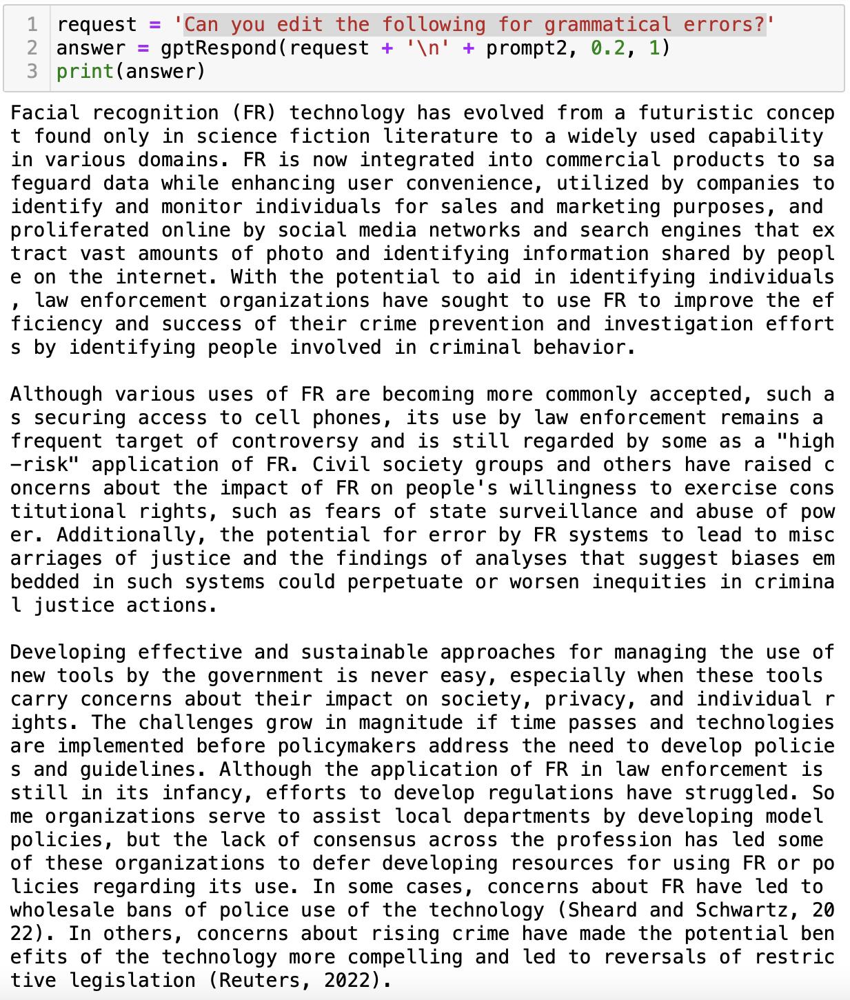 1 request = 'Can you edit the following for grammatical errors?'
2 answer = gptRespond(request + '\n' + prompt2, 0.2, 1)
3 print(answer)
Facial recognition (FR) technology has evolved from a futuristic concep
t found only in science fiction literature to a widely used capability
in various domains. FR is now integrated into commercial products to sa
feguard data while enhancing user convenience, utilized by companies to
identify and monitor individuals for sales and marketing purposes, and
proliferated online by social media networks and search engines that ex
tract vast amounts of photo and identifying information shared by peopl
e on the internet. With the potential to aid in identifying individuals
, law enforcement organizations have sought to use FR to improve the ef
ficiency and success of their crime prevention and investigation effort
s by identifying people involved in criminal behavior.

Although various uses of FR are becoming more commonly accepted, such a
s securing access to cell phones, its use by law enforcement remains a
frequent target of controversy and is still regarded by some as a "high
-risk" application of FR. Civil society groups and others have raised c
oncerns about the impact of FR on people's willingness to exercise cons
titutional rights, such as fears of state surveillance and abuse of pow
er. Additionally, the potential for error by FR systems to lead to misc
arriages of justice and the findings of analyses that suggest biases em
bedded in such systems could perpetuate or worsen inequities in crimina
l justice actions.

Developing effective and sustainable approaches for managing the use of
new tools by the government is never easy, especially when these tools
carry concerns about their impact on society, privacy, and individual r
ights. The challenges grow in magnitude if time passes and technologies
are implemented before policymakers address the need to develop policie
s and guidelines. Although the application of FR in law enforcement is
still in its infancy, efforts to develop regulations have struggled. So
me organizations serve to assist local departments by developing model
policies, but the lack of consensus across the profession has led some
of these organizations to defer developing resources for using FR or po
licies regarding its use. In some cases, concerns about FR have led to
wholesale bans of police use of the technology (Sheard and Schwartz, 20
22). In others, concerns about rising crime have made the potential ben
efits of the technology more compelling and led to reversals of restric
tive legislation (Reuters, 2022).